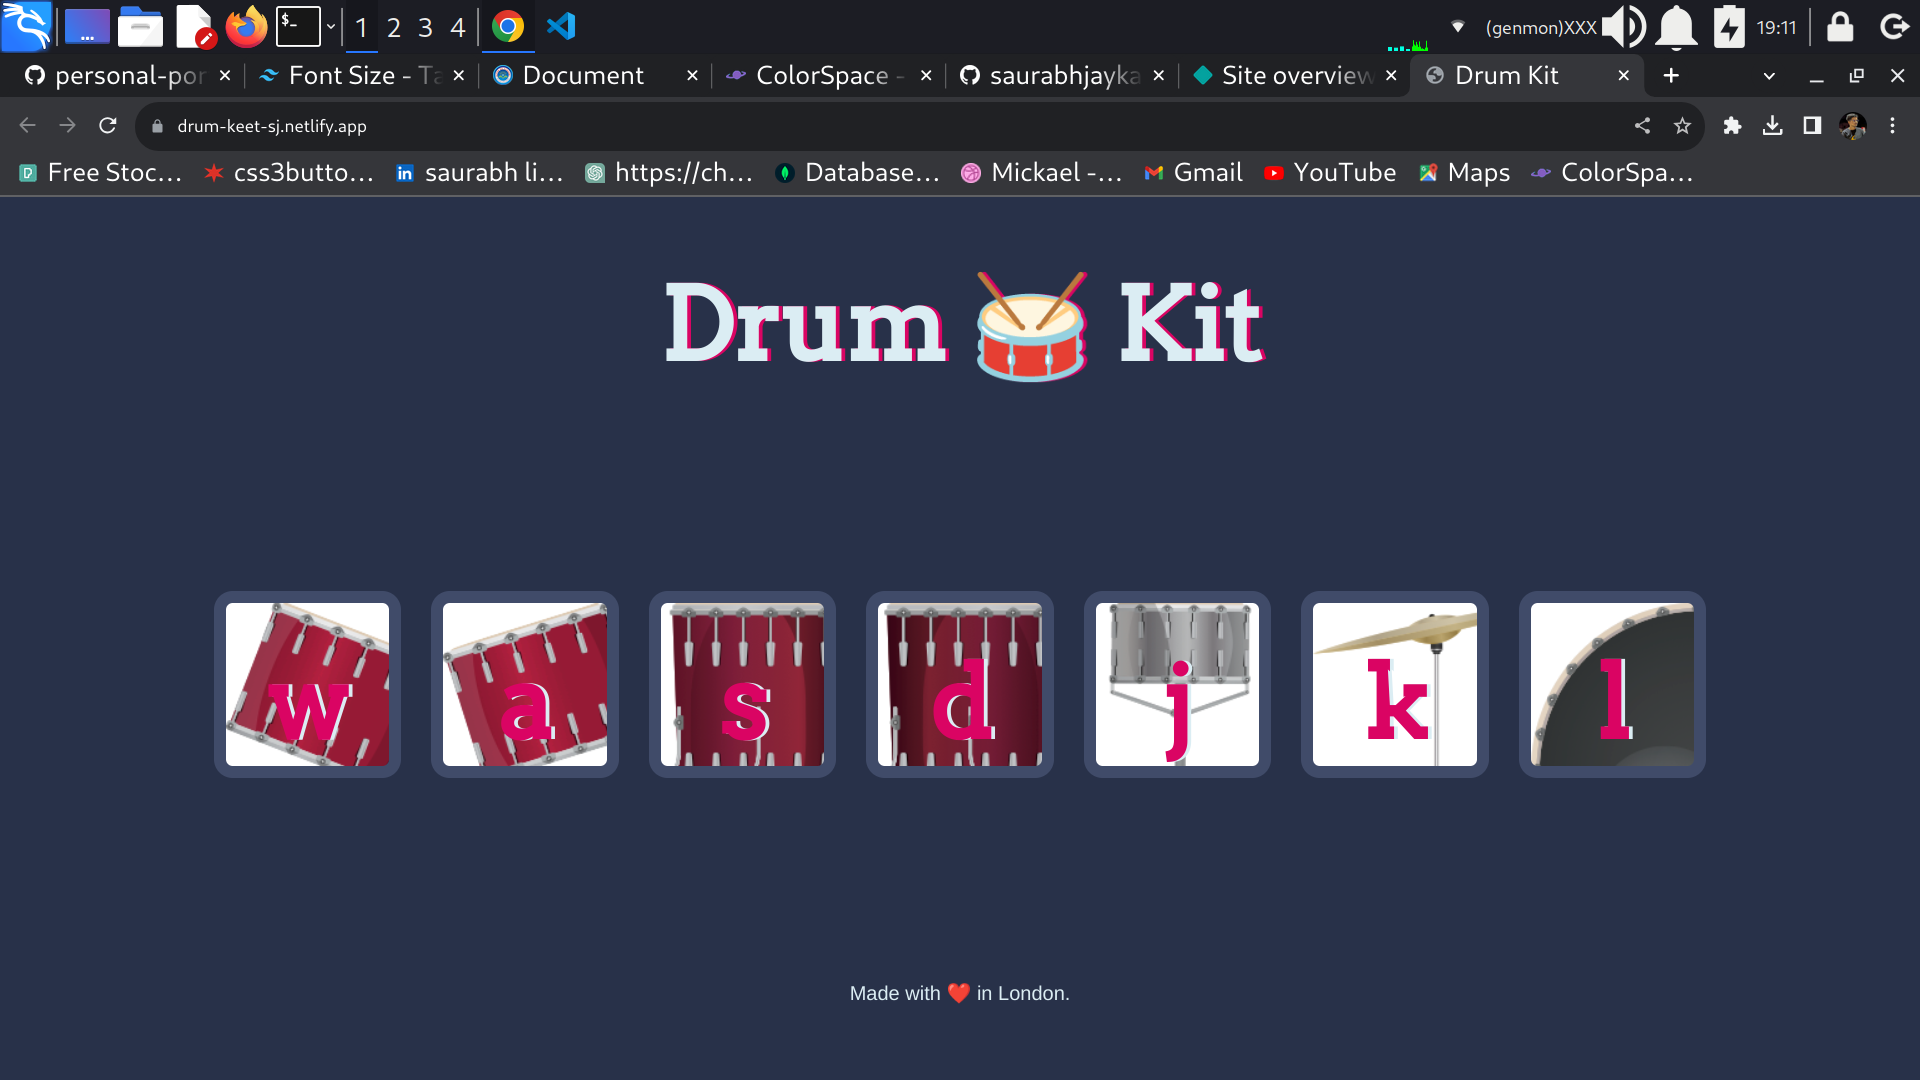 $-
1 2 3 4
(genmon)XXX
19:11
personal-por
Font Size - Ta
Document
ColorSpace -
saurabhjayka
Site overview
Drum Kit
drum-keet-sj.netlify.app
Free Stoc...
css3butto...
saurabh li...
https://ch...
Database...
Mickael -...
Gmail
YouTube
Maps
ColorSpa...
Drum 🥁 Kit
w a s d j k l
Made with ❤️ in London.